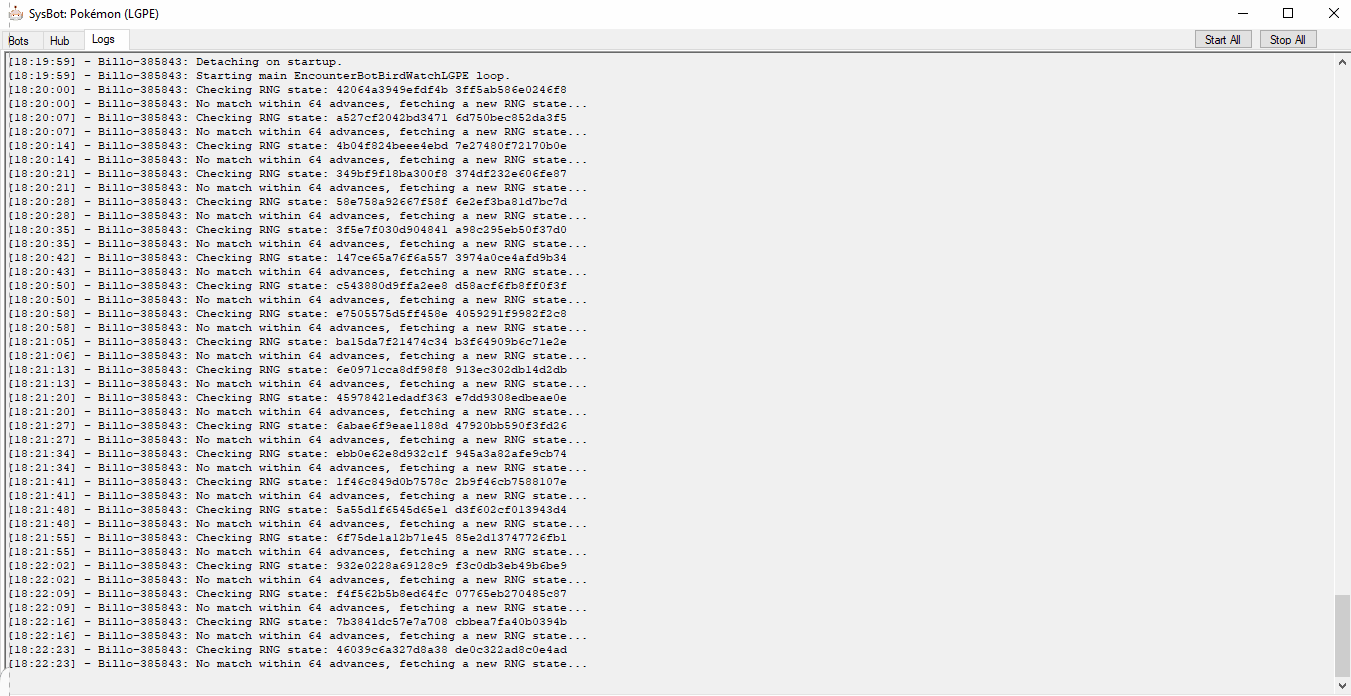 SysBot: Pokémon (LGPE)
Bots Hub Logs Start All Stop All
[18:19:59] - Billo-385843: Detaching on startup.
[18:19:59] - Billo-385843: Starting main EncounterBotBirdWatchLGPE loop.
[18:20:00] - Billo-385843: Checking RNG state: 42064a3949efdf4b 3ff5ab586e0246f8
[18:20:00] - Billo-385843: No match within 64 advances, fetching a new RNG state...
[18:20:07] - Billo-385843: Checking RNG state: a527cf2042bd3471 6d750bec852da3f5
[18:20:07] - Billo-385843: No match within 64 advances, fetching a new RNG state...
[18:20:14] - Billo-385843: Checking RNG state: 4b04f824beee4ebd 7e27480f72170b0e
[18:20:14] - Billo-385843: No match within 64 advances, fetching a new RNG state...
[18:20:21] - Billo-385843: Checking RNG state: 349bf9f18ba300f8 374df232e606fe87
[18:20:21] - Billo-385843: No match within 64 advances, fetching a new RNG state...
[18:20:28] - Billo-385843: Checking RNG state: 58e758a92667f58f 6e2ef3ba81d7bc7d
[18:20:28] - Billo-385843: No match within 64 advances, fetching a new RNG state...
[18:20:35] - Billo-385843: Checking RNG state: 3f5e7f030d904841 a98c295eb50f37d0
[18:20:35] - Billo-385843: No match within 64 advances, fetching a new RNG state...
[18:20:42] - Billo-385843: Checking RNG state: 147ce65a76f6a557 3974a0ce4afd9b34
[18:20:43] - Billo-385843: No match within 64 advances, fetching a new RNG state...
[18:20:50] - Billo-385843: Checking RNG state: c543880d9ffa2ee8 d58acf6fb8ff0f3f
[18:20:50] - Billo-385843: No match within 64 advances, fetching a new RNG state...
[18:20:58] - Billo-385843: Checking RNG state: e7505575d5ff458e 4059291f9982f2c8
[18:20:58] - Billo-385843: No match within 64 advances, fetching a new RNG state...
[18:21:05] - Billo-385843: Checking RNG state: ba15da7f21474c34 b3f64909b6c71e2e
[18:21:06] - Billo-385843: No match within 64 advances, fetching a new RNG state...
[18:21:13] - Billo-385843: Checking RNG state: 6e0971cca8df98f8 913ec302db14d2db
[18:21:13] - Billo-385843: No match within 64 advances, fetching a new RNG state...
[18:21:20] - Billo-385843: Checking RNG state: 45978421edadf363 e7dd9308edbeae0e
[18:21:20] - Billo-385843: No match within 64 advances, fetching a new RNG state...
[18:21:27] - Billo-385843: Checking RNG state: 6abae6f9eae1188d 47920bb590f3fd26
[18:21:27] - Billo-385843: No match within 64 advances, fetching a new RNG state...
[18:21:34] - Billo-385843: Checking RNG state: ebb0e62e8d932c1f 945a3a82afe9cb74
[18:21:34] - Billo-385843: No match within 64 advances, fetching a new RNG state...
[18:21:41] - Billo-385843: Checking RNG state: 1f46c849d0b7578c 2b9f46cb7588107e
[18:21:41] - Billo-385843: No match within 64 advances, fetching a new RNG state...
[18:21:48] - Billo-385843: Checking RNG state: 5a55d1f6545d65e1 d3f602cf013943d4
[18:21:48] - Billo-385843: No match within 64 advances, fetching a new RNG state...
[18:21:55] - Billo-385843: Checking RNG state: 6f75de1a12b71e45 85e2d13747726fb1
[18:21:55] - Billo-385843: No match within 64 advances, fetching a new RNG state...
[18:22:02] - Billo-385843: Checking RNG state: 932e0228a69128c9 f3c0db3eb49b6be9
[18:22:02] - Billo-385843: No match within 64 advances, fetching a new RNG state...
[18:22:09] - Billo-385843: Checking RNG state: f4f562b5b8ed64fc 07765eb270485c87
[18:22:09] - Billo-385843: No match within 64 advances, fetching a new RNG state...
[18:22:16] - Billo-385843: Checking RNG state: 7b3841dc57e7a708 cbbea7fa40b0394b
[18:22:16] - Billo-385843: No match within 64 advances, fetching a new RNG state...
[18:22:23] - Billo-385843: Checking RNG state: 46039c6a327d8a38 de0c322ad8c0e4ad
[18:22:23] - Billo-385843: No match within 64 advances, fetching a new RNG state...